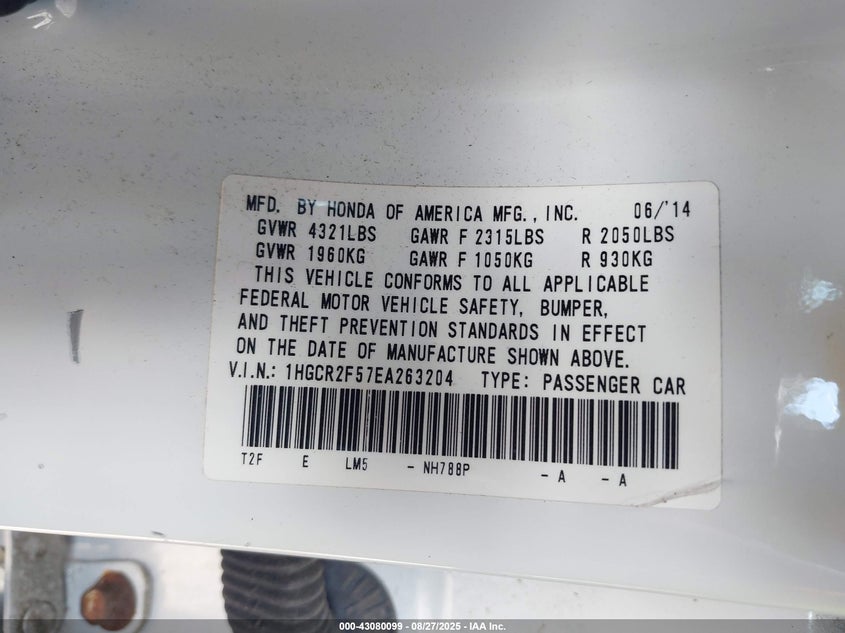 MFD. BY HONDA OF AMERICA MFG., INC. 06/'14
GVWR 4321LBS GAWR F 2315LBS R 2050LBS
GVWR 1960KG GAWR F 1050KG R 930KG
THIS VEHICLE CONFORMS TO ALL APPLICABLE
FEDERAL MOTOR VEHICLE SAFETY, BUMPER,
AND THEFT PREVENTION STANDARDS IN EFFECT
ON THE DATE OF MANUFACTURE SHOWN ABOVE.
V.I.N.: 1HGCR2F57EA263204 TYPE: PASSENGER CAR
T2F E LM5 - NH788P - A - A
000-43080099 - 08/27/2025 - IAA Inc.